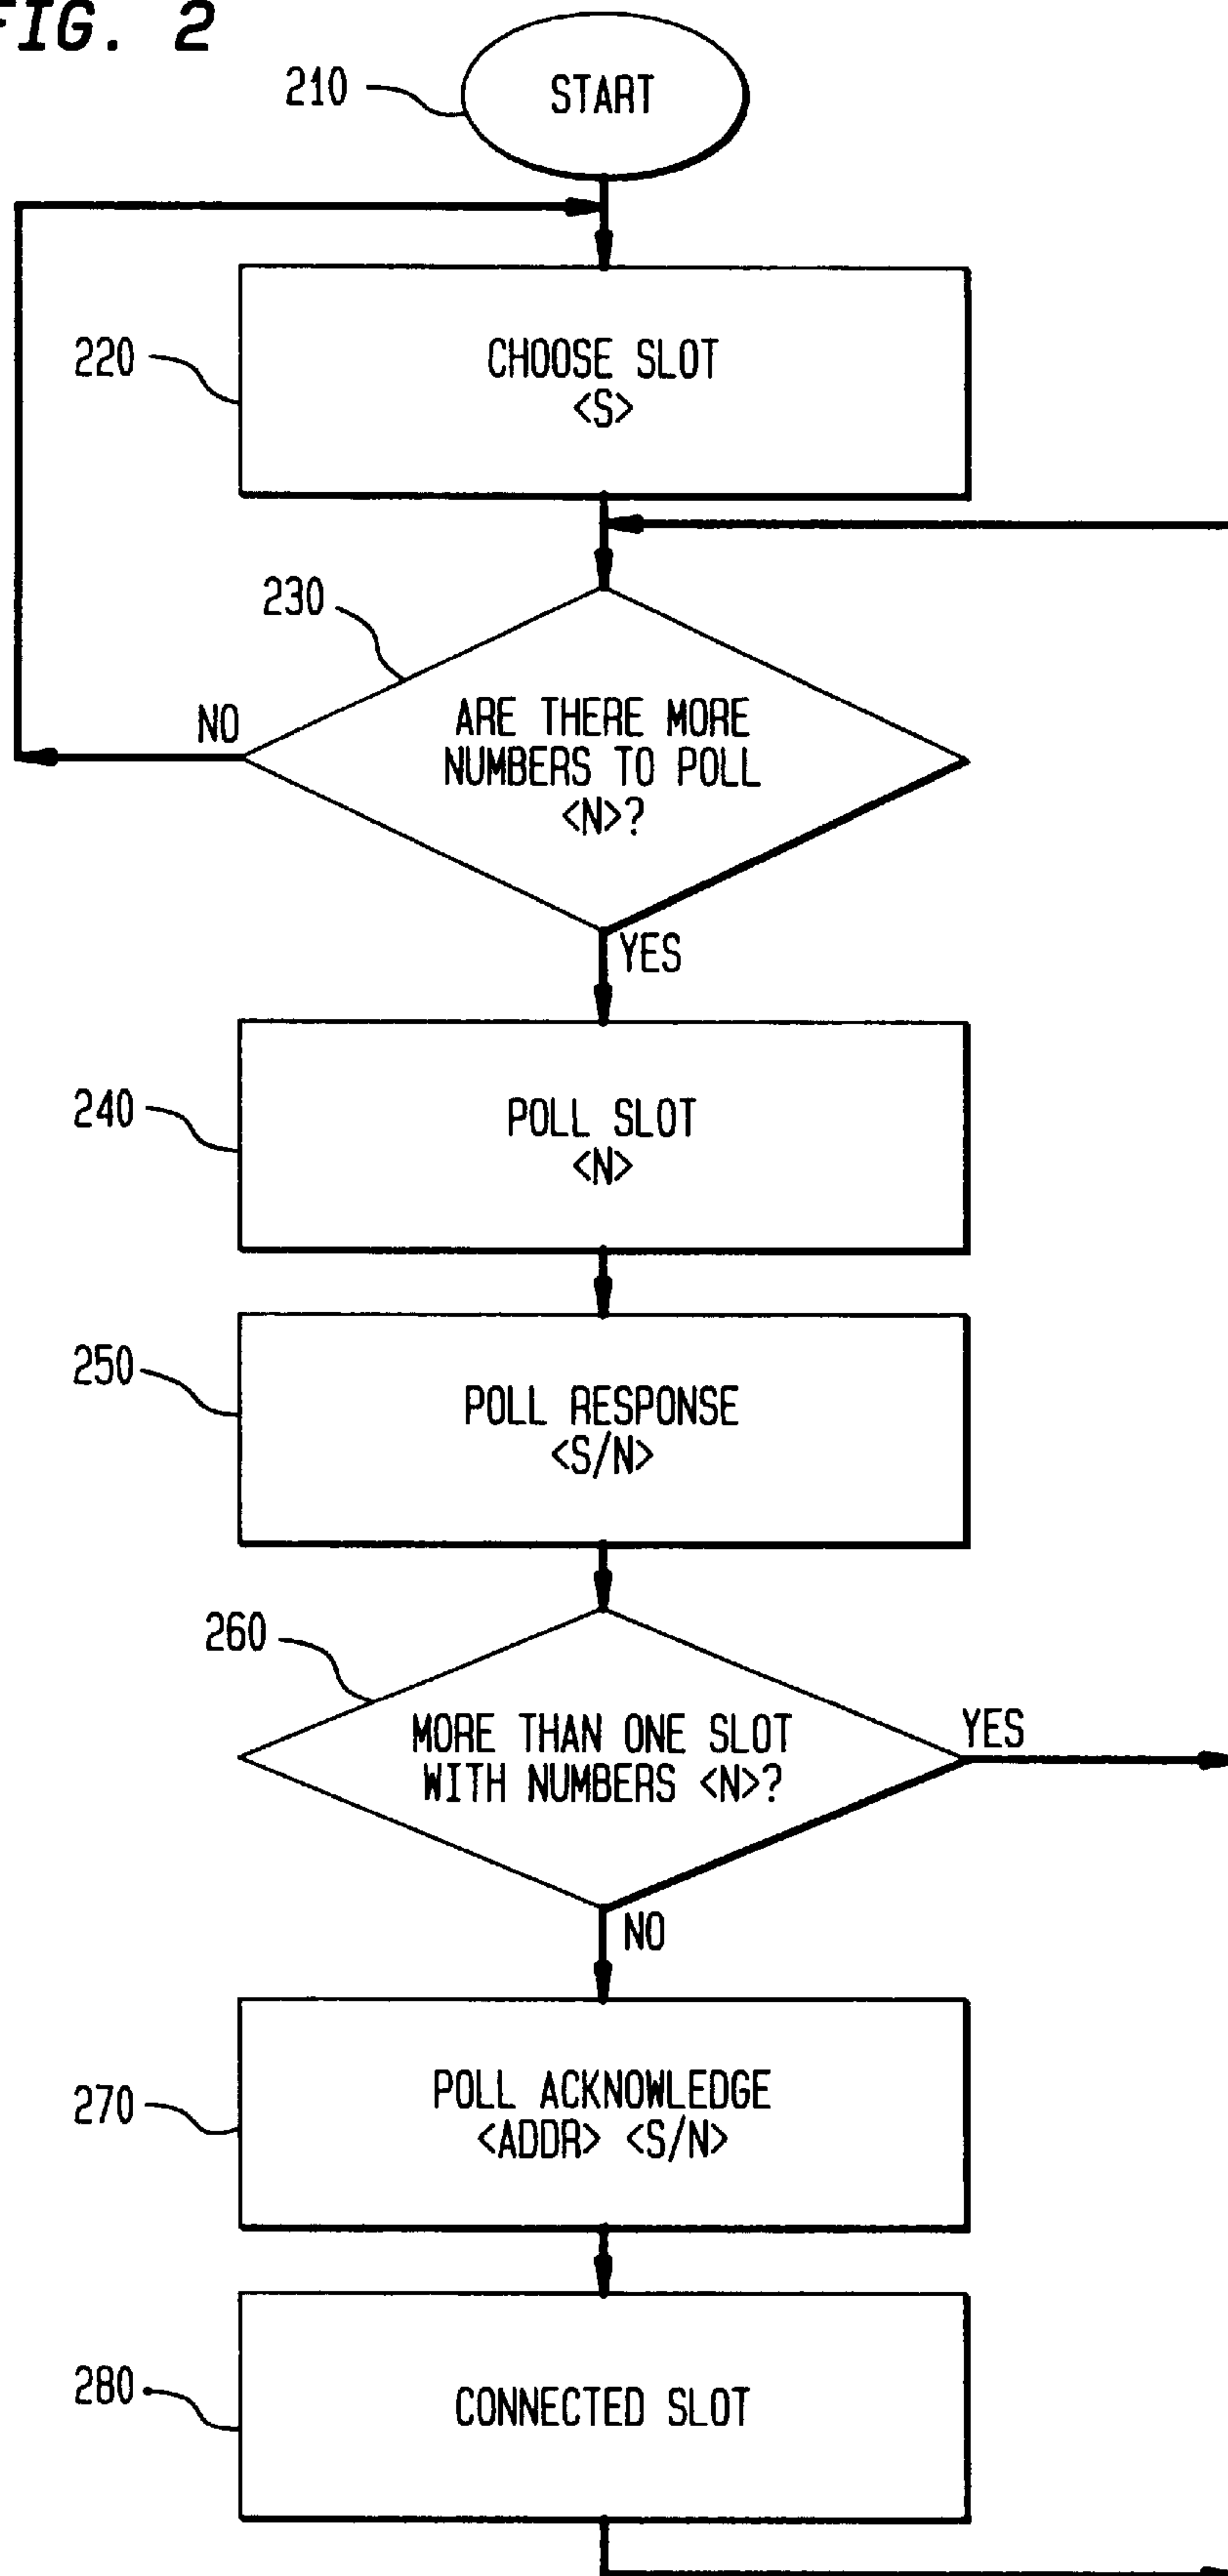 FIG. 2
210
START
220
CHOOSE SLOT
<S>
230
NO
ARE THERE MORE
NUMBERS TO POLL
<N>?
YES
240
POLL SLOT
<N>
250
POLL RESPONSE
<S/N>
260
MORE THAN ONE SLOT
WITH NUMBERS <N>?
YES
NO
270
POLL ACKNOWLEDGE
<ADDR> <S/N>
280
CONNECTED SLOT